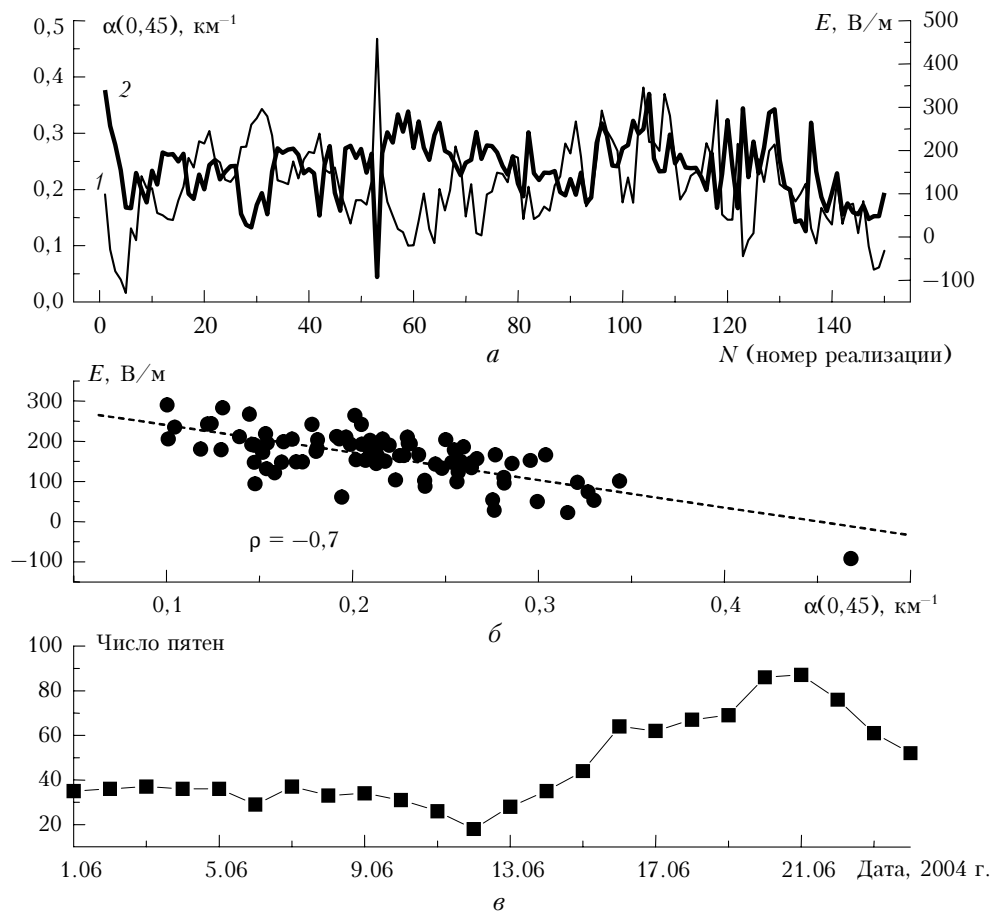 α(0,45), км⁻¹
E, В/м
0,5
0,4
0,3
0,2
0,1
0,0
500
400
300
200
100
0
−100
2
1
0 20 40 60 80 100 120 140
а
N (номер реализации)
E, В/м
300
200
100
0
−100
ρ = −0,7
0,1 0,2 0,3 0,4 α(0,45), км⁻¹
б
Число пятен
100
80
60
40
20
1.06 5.06 9.06 13.06 17.06 21.06 Дата, 2004 г.
в